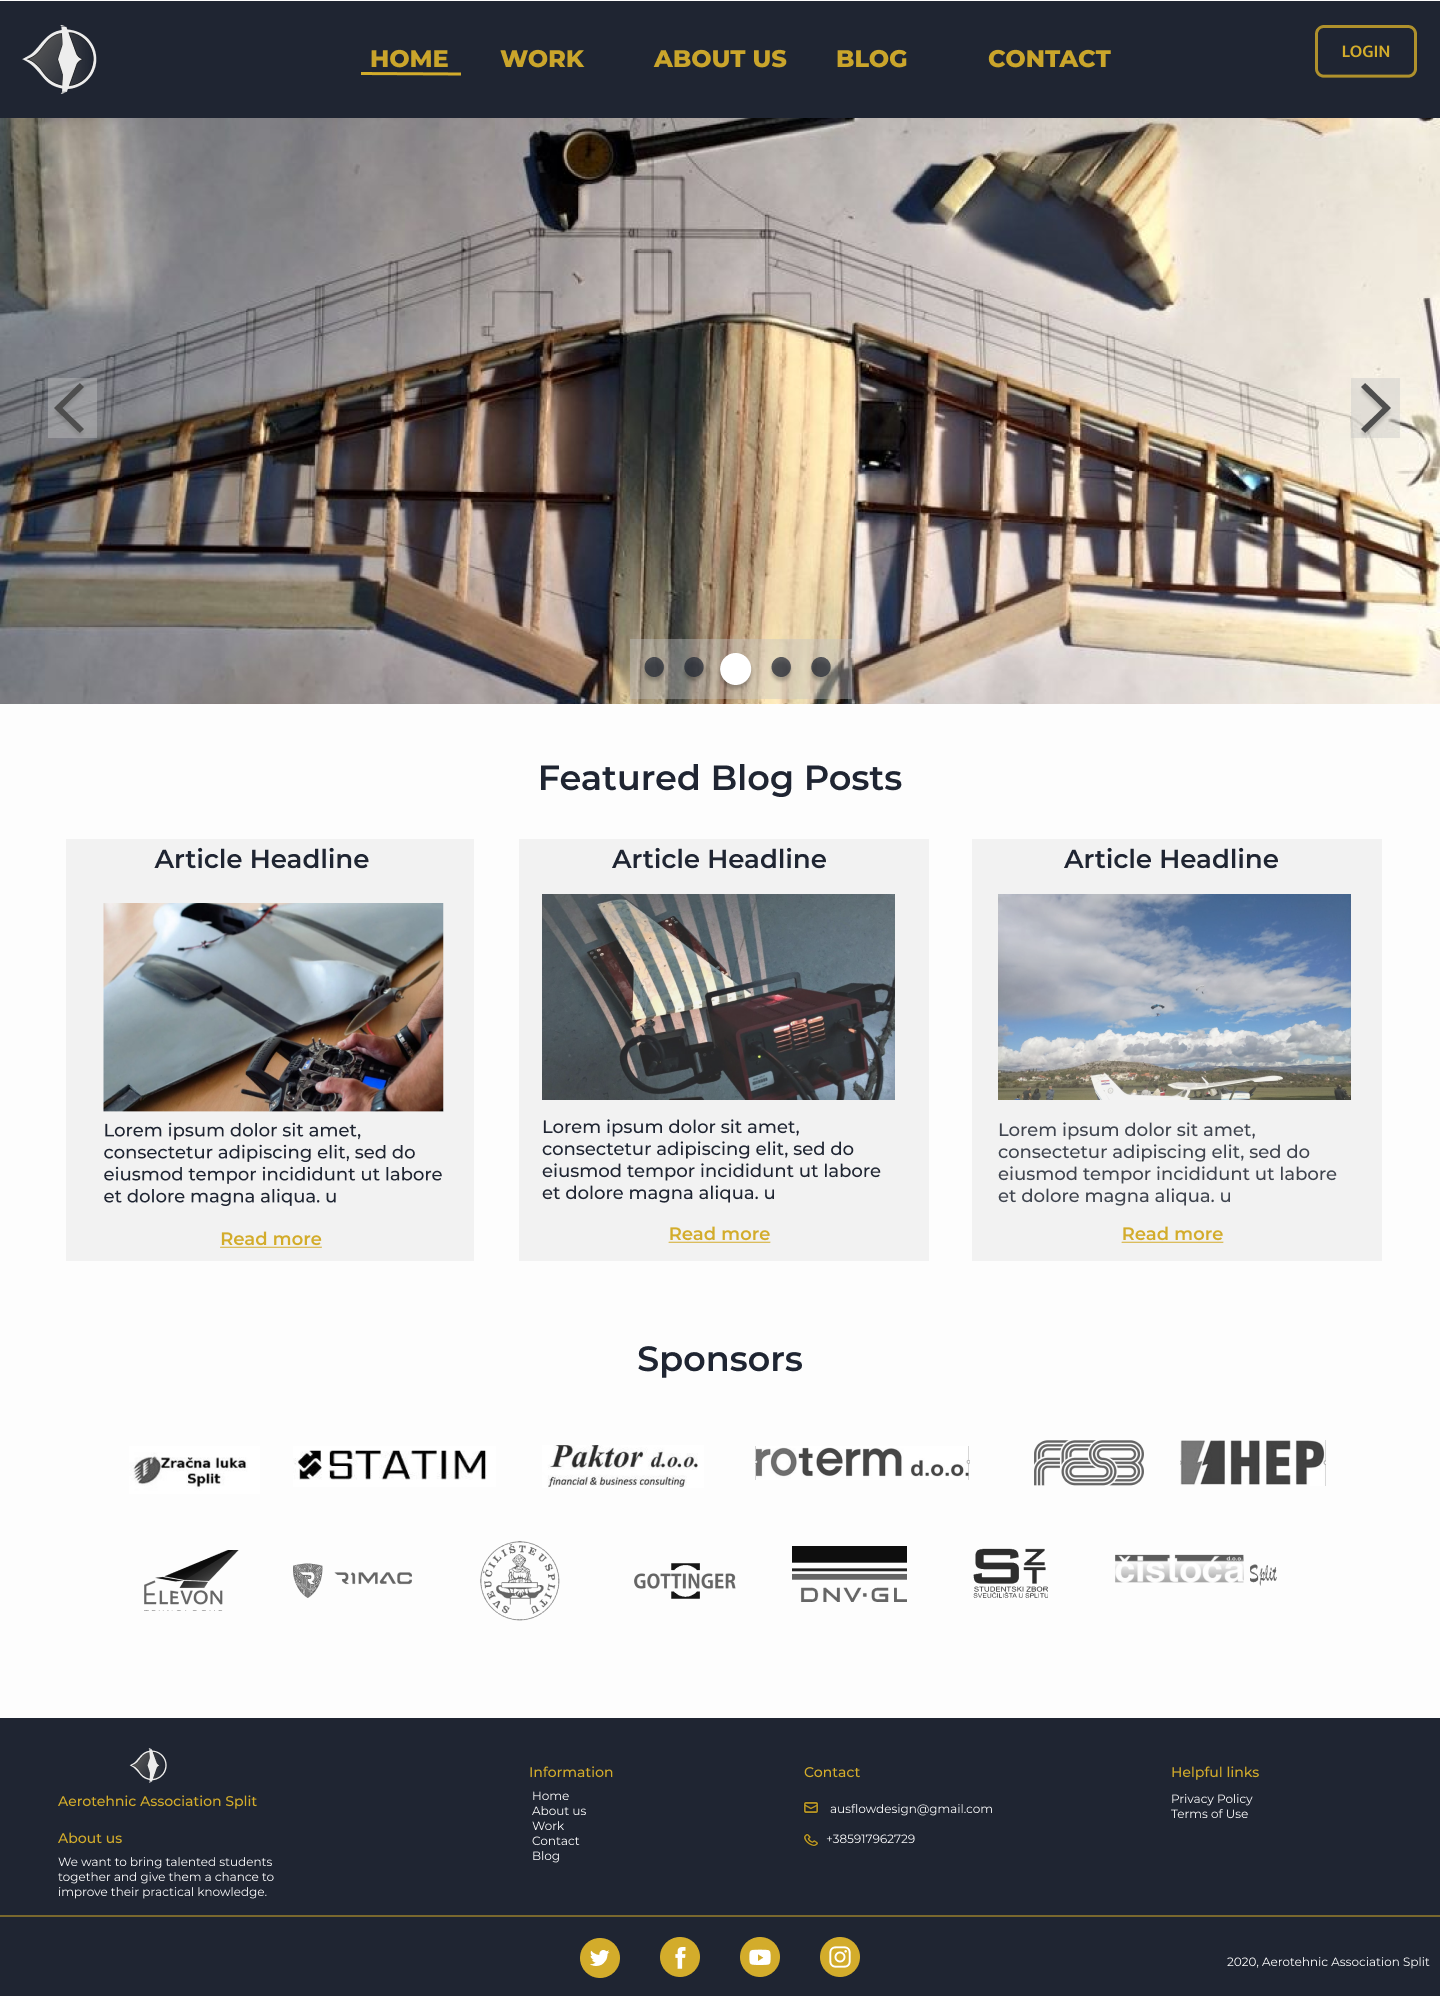 HOME WORK ABOUT US BLOG CONTACT LOGIN
Featured Blog Posts
Article Headline
Lorem ipsum dolor sit amet,
consectetur adipiscing elit, sed do
eiusmod tempor incididunt ut labore
et dolore magna aliqua. u
Read more
Article Headline
Lorem ipsum dolor sit amet,
consectetur adipiscing elit, sed do
eiusmod tempor incididunt ut labore
et dolore magna aliqua. u
Read more
Article Headline
Lorem ipsum dolor sit amet,
consectetur adipiscing elit, sed do
eiusmod tempor incididunt ut labore
et dolore magna aliqua. u
Read more
Sponsors
Zračna luka
Split
STATIM
Paktor d.o.o.
financial & business consulting
roterm d.o.o.
FESB
HEP
ELEVON
RIMAC
SVEUČILIŠTE U SPLITU
GOTTINGER
DNV·GL
SZT
STUDENTSKI ZBOR
SVEUČILIŠTA U SPLITU
čistoća d.o.o. Split
Aerotehnic Association Split
About us
We want to bring talented students
together and give them a chance to
improve their practical knowledge.
Information
Home
About us
Work
Contact
Blog
Contact
ausflowdesign@gmail.com
+385917962729
Helpful links
Privacy Policy
Terms of Use
2020, Aerotehnic Association Split